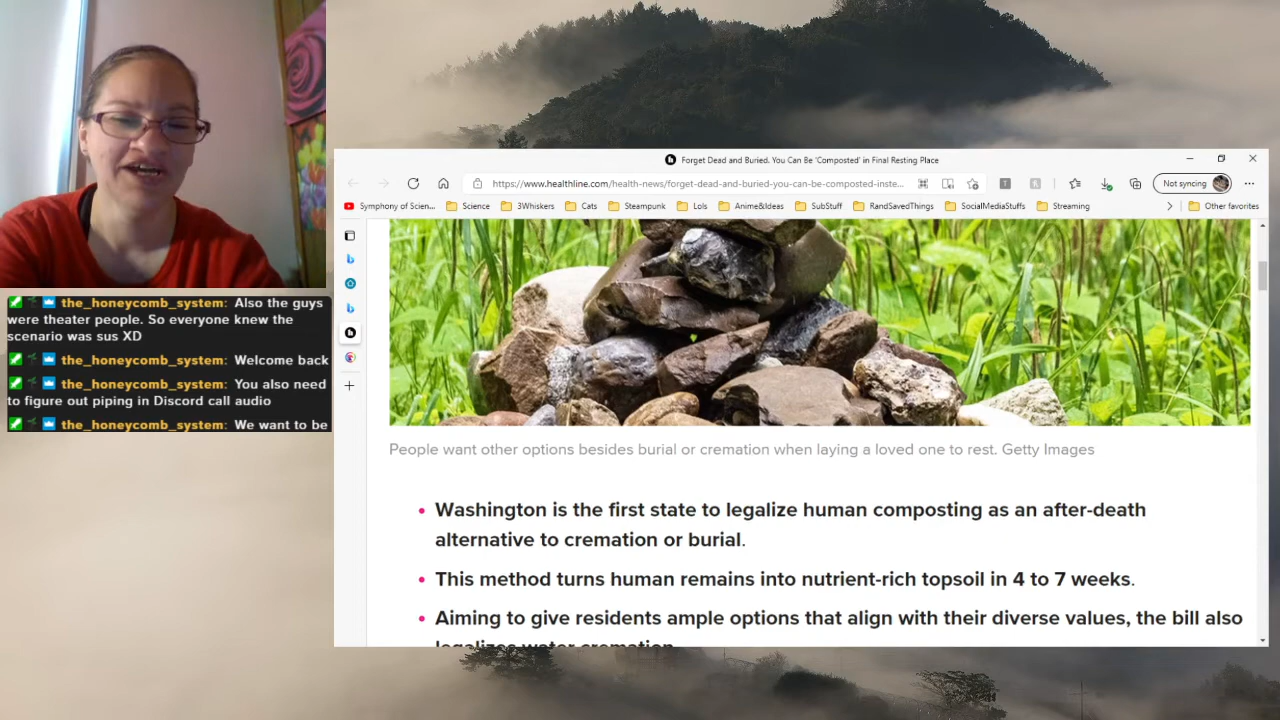 the_honeycomb_system: Also the guys
were theater people. So everyone knew the
scenario was sus XD
the_honeycomb_system: Welcome back
the_honeycomb_system: You also need
to figure out piping in Discord call audio
the_honeycomb_system: We want to be
Forget Dead and Buried. You Can Be ‘Composted’ in Final Resting Place
https://www.healthline.com/health-news/forget-dead-and-buried-you-can-be-composted-inste...
Not syncing
Symphony of Scien... Science 3Whiskers Cats Steampunk Lols Anime&Ideas SubStuff RandSavedThings SocialMediaStuffs Streaming Other favorites
People want other options besides burial or cremation when laying a loved one to rest. Getty Images
• Washington is the first state to legalize human composting as an after-death
alternative to cremation or burial.
• This method turns human remains into nutrient-rich topsoil in 4 to 7 weeks.
• Aiming to give residents ample options that align with their diverse values, the bill also
legalizes water cremation.